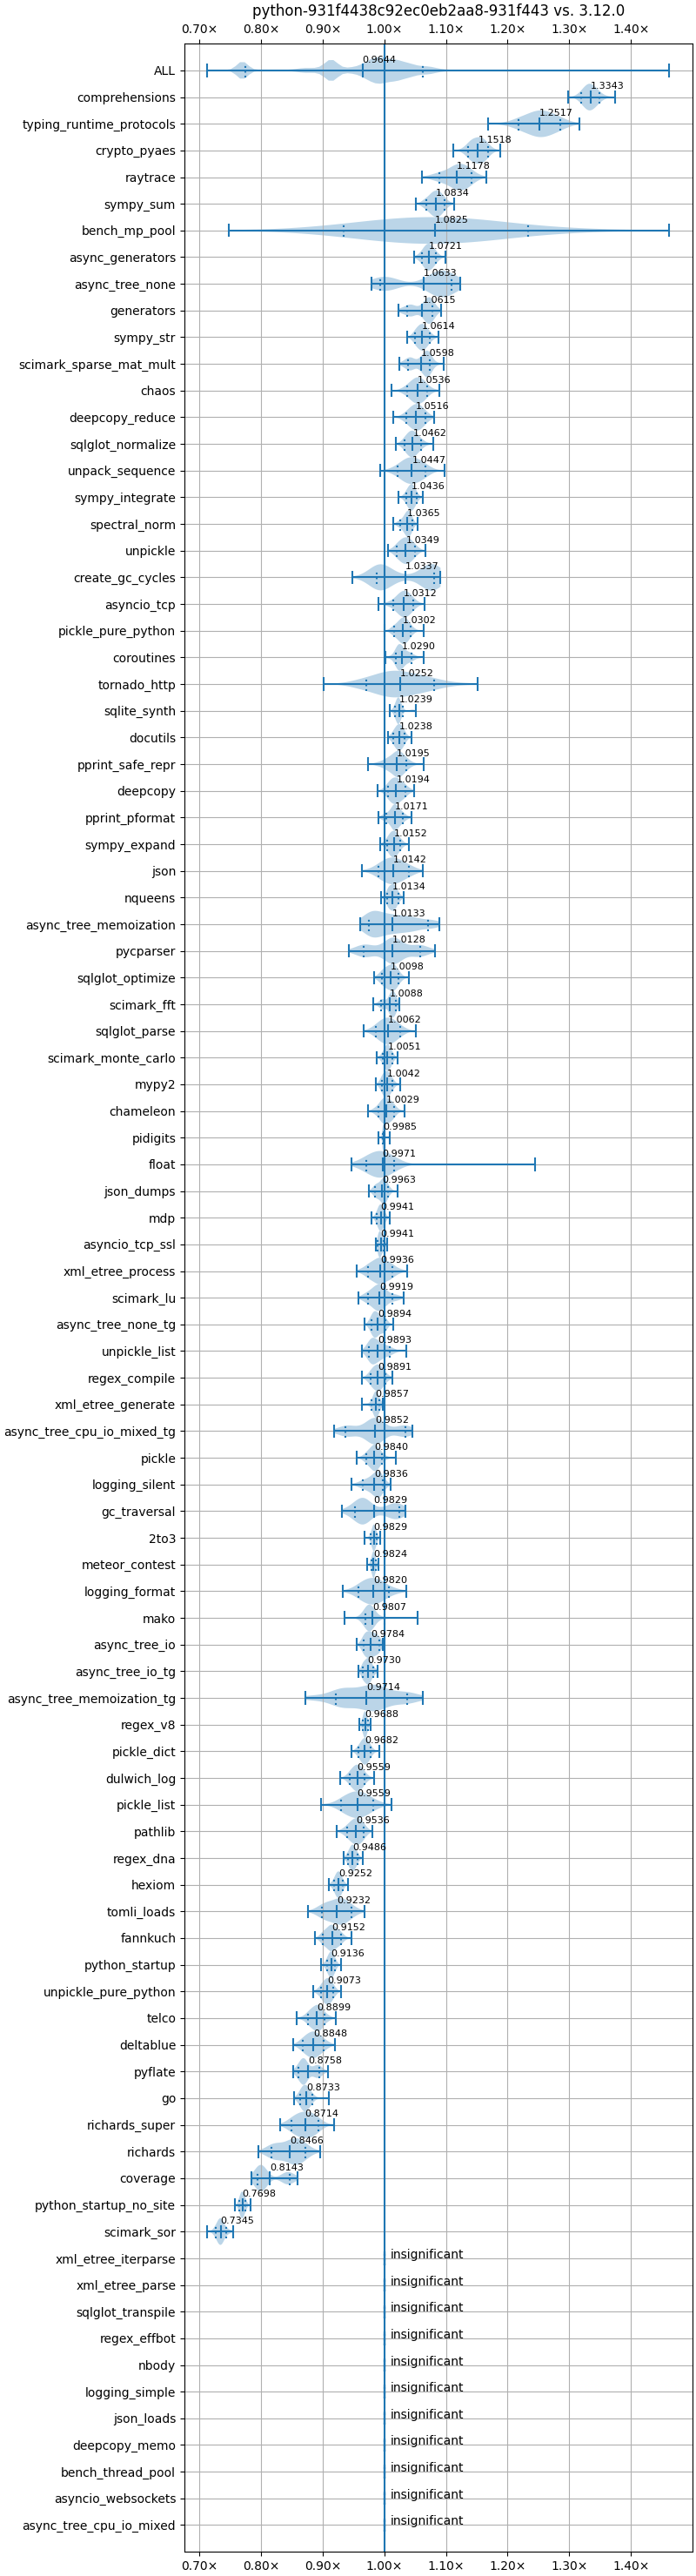 python-931f4438c92ec0eb2aa8-931f443 vs. 3.12.0
0.70× 0.80× 0.90× 1.00× 1.10× 1.20× 1.30× 1.40×
ALL 0.9644
comprehensions 1.3343
typing_runtime_protocols 1.2517
crypto_pyaes 1.1518
raytrace 1.1178
sympy_sum 1.0834
bench_mp_pool 1.0825
async_generators 1.0721
async_tree_none 1.0633
generators 1.0615
sympy_str 1.0614
scimark_sparse_mat_mult 1.0598
chaos 1.0536
deepcopy_reduce 1.0516
sqlglot_normalize 1.0462
unpack_sequence 1.0447
sympy_integrate 1.0436
spectral_norm 1.0365
unpickle 1.0349
create_gc_cycles 1.0337
asyncio_tcp 1.0312
pickle_pure_python 1.0302
coroutines 1.0290
tornado_http 1.0252
sqlite_synth 1.0239
docutils 1.0238
pprint_safe_repr 1.0195
deepcopy 1.0194
pprint_pformat 1.0171
sympy_expand 1.0152
json 1.0142
nqueens 1.0134
async_tree_memoization 1.0133
pycparser 1.0128
sqlglot_optimize 1.0098
scimark_fft 1.0088
sqlglot_parse 1.0062
scimark_monte_carlo 1.0051
mypy2 1.0042
chameleon 1.0029
pidigits 0.9985
float 0.9971
json_dumps 0.9963
mdp 0.9941
asyncio_tcp_ssl 0.9941
xml_etree_process 0.9936
scimark_lu 0.9919
async_tree_none_tg 0.9894
unpickle_list 0.9893
regex_compile 0.9891
xml_etree_generate 0.9857
async_tree_cpu_io_mixed_tg 0.9852
pickle 0.9840
logging_silent 0.9836
gc_traversal 0.9829
2to3 0.9829
meteor_contest 0.9824
logging_format 0.9820
mako 0.9807
async_tree_io 0.9784
async_tree_io_tg 0.9730
async_tree_memoization_tg 0.9714
regex_v8 0.9688
pickle_dict 0.9682
dulwich_log 0.9559
pickle_list 0.9559
pathlib 0.9536
regex_dna 0.9486
hexiom 0.9252
tomli_loads 0.9232
fannkuch 0.9152
python_startup 0.9136
unpickle_pure_python 0.9073
telco 0.8899
deltablue 0.8848
pyflate 0.8758
go 0.8733
richards_super 0.8714
richards 0.8466
coverage 0.8143
python_startup_no_site 0.7698
scimark_sor 0.7345
xml_etree_iterparse insignificant
xml_etree_parse insignificant
sqlglot_transpile insignificant
regex_effbot insignificant
nbody insignificant
logging_simple insignificant
json_loads insignificant
deepcopy_memo insignificant
bench_thread_pool insignificant
asyncio_websockets insignificant
async_tree_cpu_io_mixed insignificant
0.70× 0.80× 0.90× 1.00× 1.10× 1.20× 1.30× 1.40×